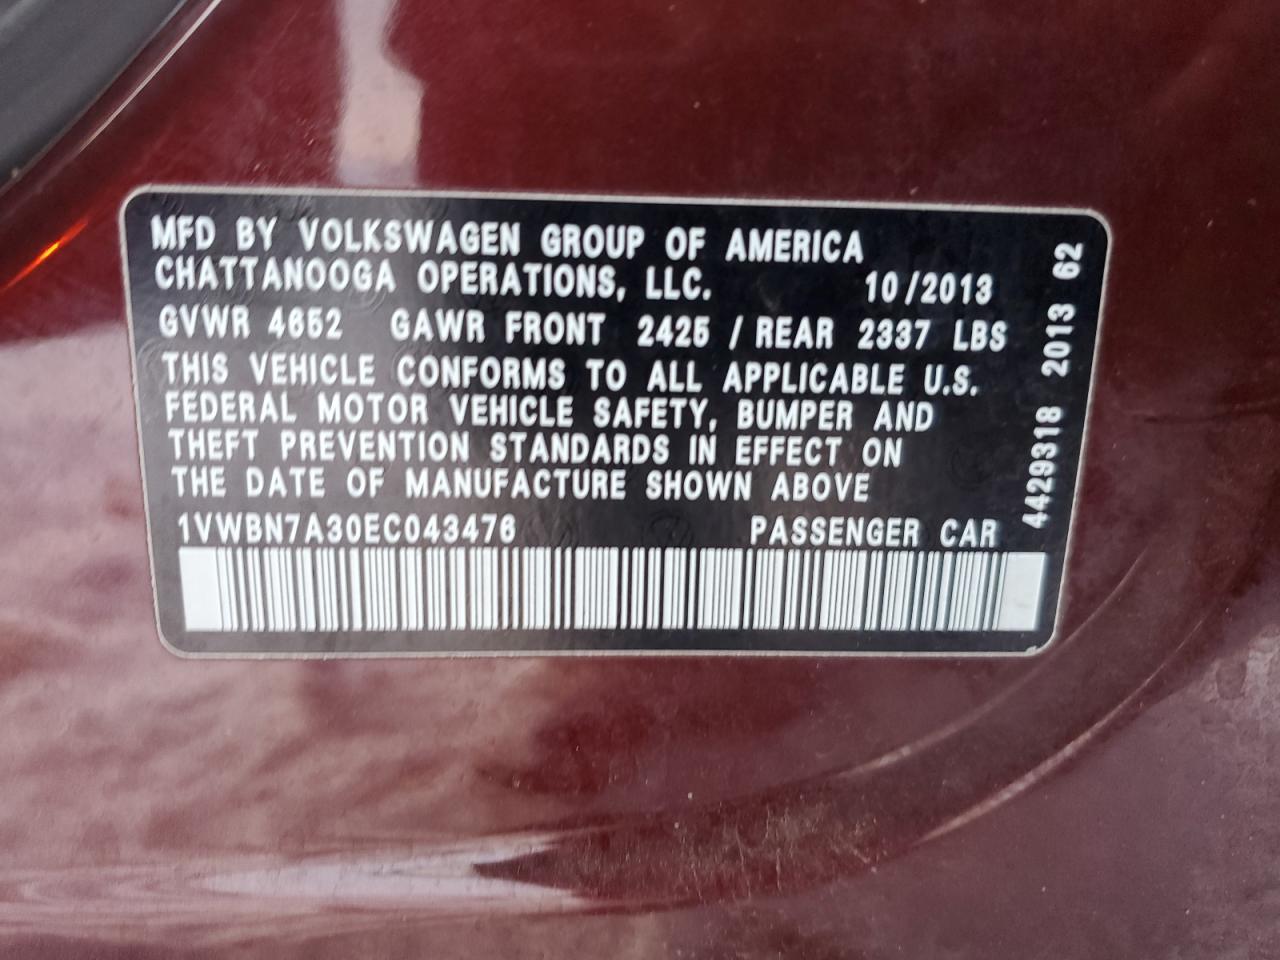 MFD BY VOLKSWAGEN GROUP OF AMERICA
CHATTANOOGA OPERATIONS, LLC. 10/2013
GVWR 4652 GAWR FRONT 2425 / REAR 2337 LBS
THIS VEHICLE CONFORMS TO ALL APPLICABLE U.S.
FEDERAL MOTOR VEHICLE SAFETY, BUMPER AND
THEFT PREVENTION STANDARDS IN EFFECT ON
THE DATE OF MANUFACTURE SHOWN ABOVE
1VWBN7A30EC043476 PASSENGER CAR
4429318 2013 62